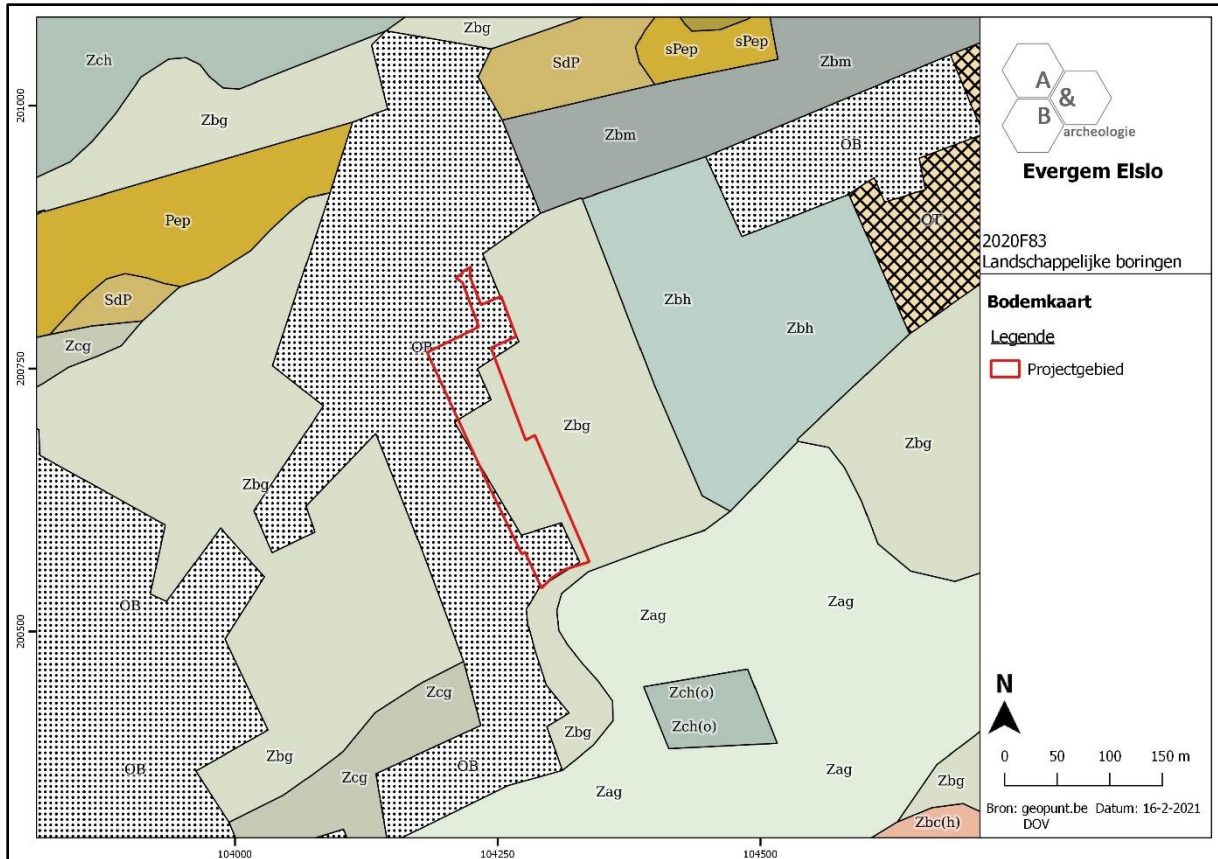 Zbg
Zch
SdP
sPep
sPep
Zbm
Zbg
Zbm
OB
Pep
OT
SdP
Zbh
Zbh
Zcg
OB
Zbg
Zbg
Zbg
OB
Zag
Zag
Zcg
Zch(o)
Zch(o)
Zbg
Zbg
OB
OB
Zcg
Zag
Zag
Zbg
Zbc(h)
201000
200750
200500
104000
104250
104500
A
&
B
archeologie
Evergem Elslo
2020F83
Landschappelijke boringen
Bodemkaart
Legende
Projectgebied
N
0 50 100 150 m
Bron: geopunt.be Datum: 16-2-2021
DOV